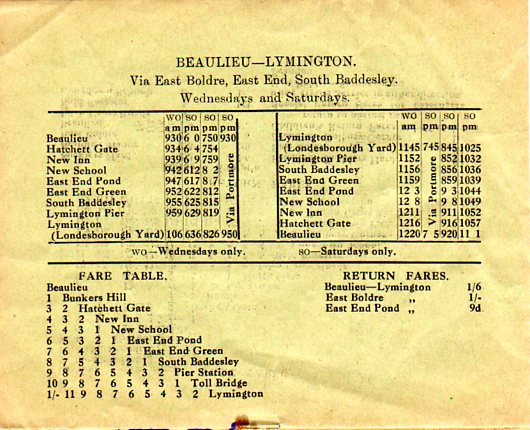 BEAULIEU—LYMINGTON.
Via East Boldre, East End, South Baddesley.
Wednesdays and Saturdays.
WO SO SO SO
am pm pm pm
Beaulieu 930 6 0 750 930
Hatchett Gate 934 6 4 754
New Inn 939 6 9 759
New School 942 612 8 2
East End Pond 947 617 8 7
East End Green 952 622 812
South Baddesley 955 625 815
Lymington Pier 959 629 819
Lymington
(Londesborough Yard) 106 636 826 950
Via Portmore
WO SO SO SO
am pm pm pm
Lymington
(Londesborough Yard) 1145 745 845 1025
Lymington Pier 1152 852 1032
South Baddesley 1156 856 1036
East End Green 1159 859 1039
East End Pond 12 3 9 3 1044
New School 12 8 9 8 1049
New Inn 1211 911 1052
Hatchett Gate 1216 916 1057
Beaulieu 1220 7 5 920 11 1
Via Portmore
WO—Wednesdays only. SO—Saturdays only.
FARE TABLE.
Beaulieu
1 Bunkers Hill
3 2 Hatchett Gate
4 3 2 New Inn
5 4 3 1 New School
6 5 3 2 1 East End Pond
7 6 4 3 2 1 East End Green
8 7 5 4 3 2 1 South Baddesley
9 8 7 6 5 4 3 2 Pier Station
10 9 8 7 6 5 4 3 1 Toll Bridge
1/- 11 9 8 7 6 5 4 3 2 Lymington
RETURN FARES.
Beaulieu—Lymington 1/6
East Boldre „ 1/-
East End Pond „ 9d